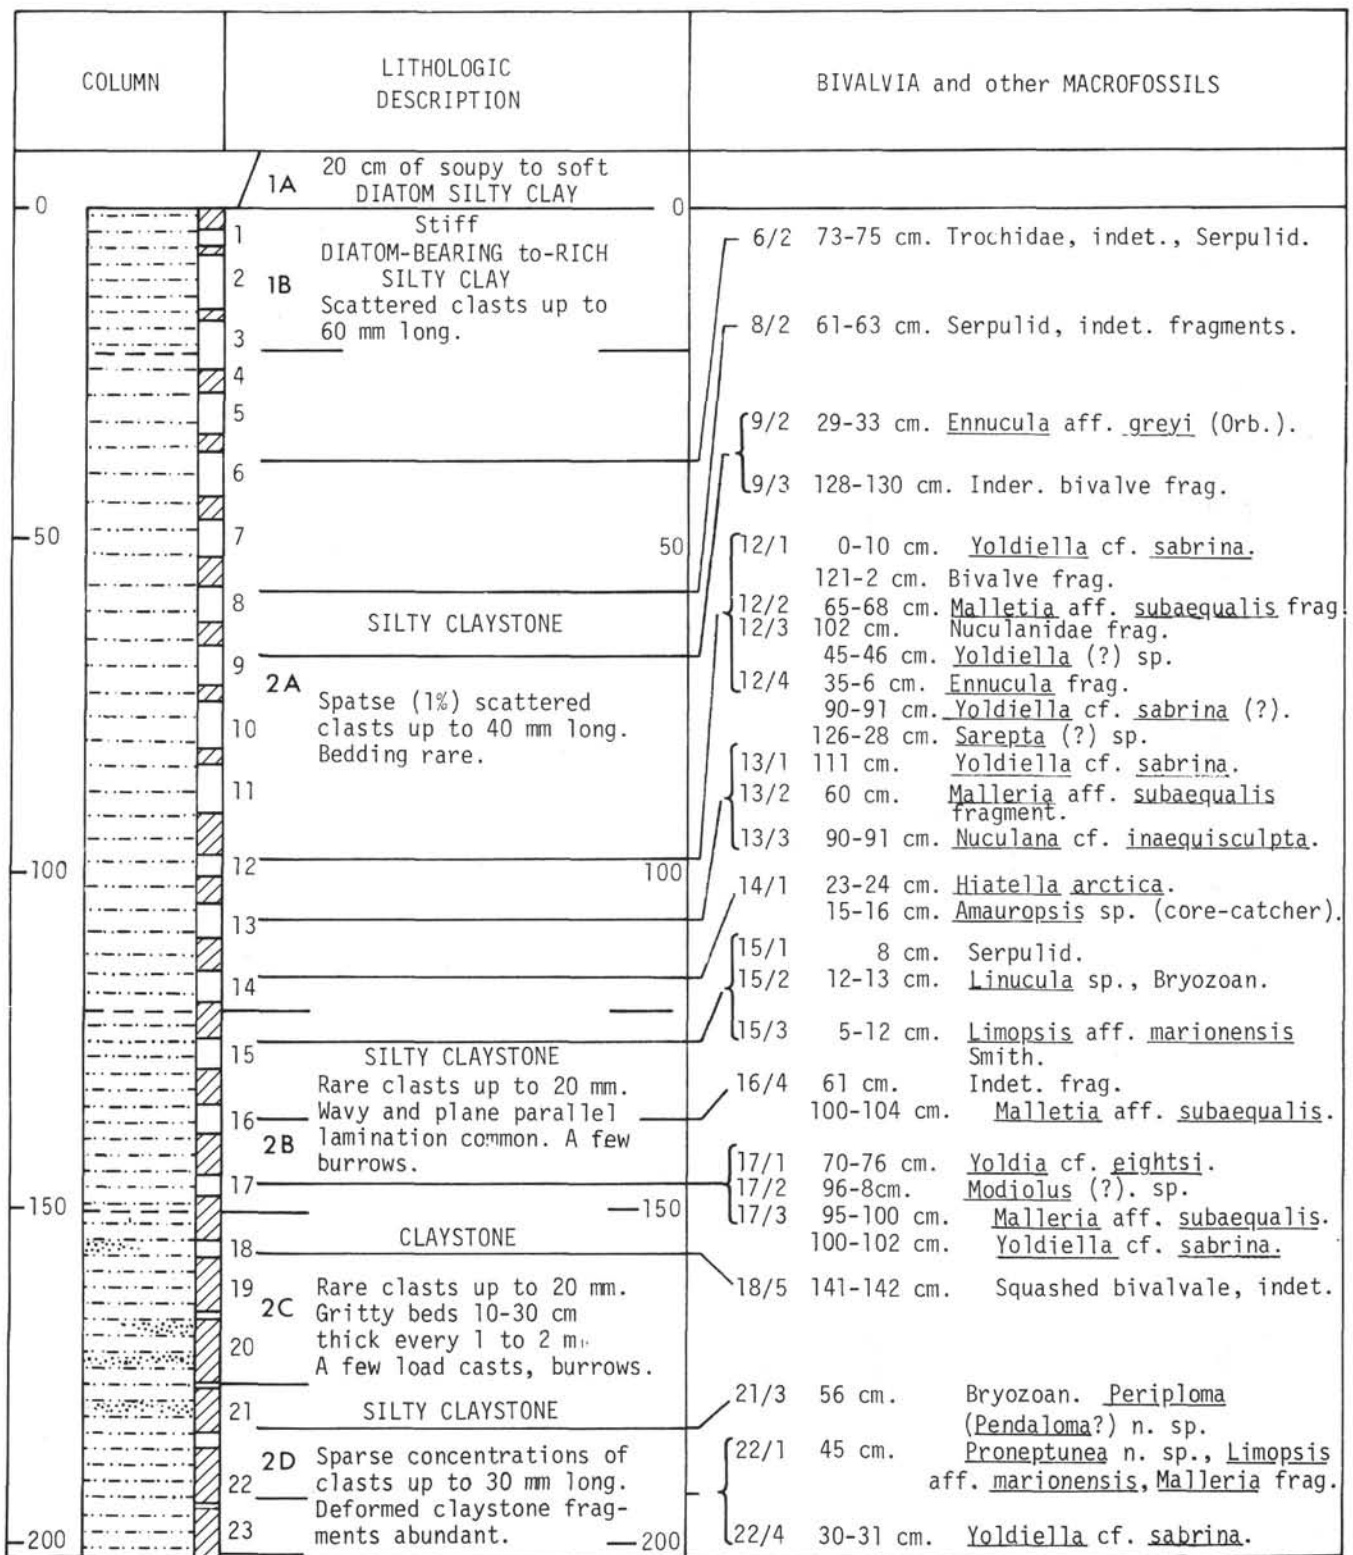 COLUMN
LITHOLOGIC
DESCRIPTION
BIVALVIA and other MACROFOSSILS
1A
20 cm of soupy to soft
DIATOM SILTY CLAY
0
0
1
2
3
4
5
6
7
50
8
9
10
11
100
12
13
14
15
16
17
150
18
19
20
21
22
23
200
1B
Stiff
DIATOM-BEARING to-RICH
SILTY CLAY
Scattered clasts up to
60 mm long.
50
SILTY CLAYSTONE
2A
Spatse (1%) scattered
clasts up to 40 mm long.
Bedding rare.
100
SILTY CLAYSTONE
2B
Rare clasts up to 20 mm.
Wavy and plane parallel
lamination common. A few
burrows.
150
CLAYSTONE
2C
Rare clasts up to 20 mm.
Gritty beds 10-30 cm
thick every 1 to 2 m.
A few load casts, burrows.
SILTY CLAYSTONE
2D
Sparse concentrations of
clasts up to 30 mm long.
Deformed claystone frag-
ments abundant.
200
6/2 73-75 cm. Trochidae, indet., Serpulid.
8/2 61-63 cm. Serpulid, indet. fragments.
9/2 29-33 cm. Ennucula aff. greyi (Orb.).
9/3 128-130 cm. Inder. bivalve frag.
12/1 0-10 cm. Yoldiella cf. sabrina.
121-2 cm. Bivalve frag.
12/2 65-68 cm. Malletia aff. subaequalis frag.
12/3 102 cm. Nuculanidae frag.
45-46 cm. Yoldiella (?) sp.
12/4 35-6 cm. Ennucula frag.
90-91 cm. Yoldiella cf. sabrina (?).
126-28 cm. Sarepta (?) sp.
13/1 111 cm. Yoldiella cf. sabrina.
13/2 60 cm. Malleria aff. subaequalis
fragment.
13/3 90-91 cm. Nuculana cf. inaequisculpta.
14/1 23-24 cm. Hiatella arctica.
15-16 cm. Amauropsis sp. (core-catcher).
15/1 8 cm. Serpulid.
15/2 12-13 cm. Linucula sp., Bryozoan.
15/3 5-12 cm. Limopsis aff. marionensis
Smith.
16/4 61 cm. Indet. frag.
100-104 cm. Malletia aff. subaequalis.
17/1 70-76 cm. Yoldia cf. eightsi.
17/2 96-8cm. Modiolus (?). sp.
17/3 95-100 cm. Malleria aff. subaequalis.
100-102 cm. Yoldiella cf. sabrina.
18/5 141-142 cm. Squashed bivalvale, indet.
21/3 56 cm. Bryozoan. Periploma
(Pendaloma?) n. sp.
22/1 45 cm. Proneptunea n. sp., Limopsis
aff. marionensis, Malleria frag.
22/4 30-31 cm. Yoldiella cf. sabrina.